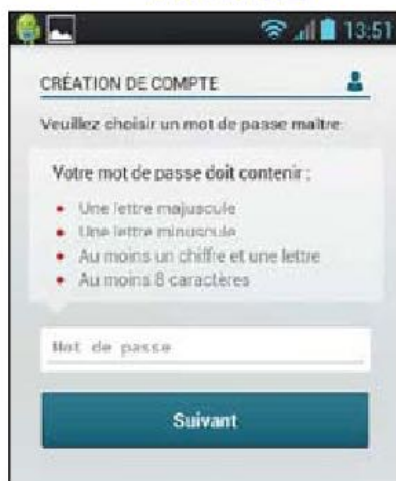 13:51
CRÉATION DE COMPTE
Veuillez choisir un mot de passe maître
Votre mot de passe doit contenir :
Une lettre majuscule
Une lettre minuscule
Au moins un chiffre et une lettre
Au moins 8 caractères
Mot de passe
Suivant